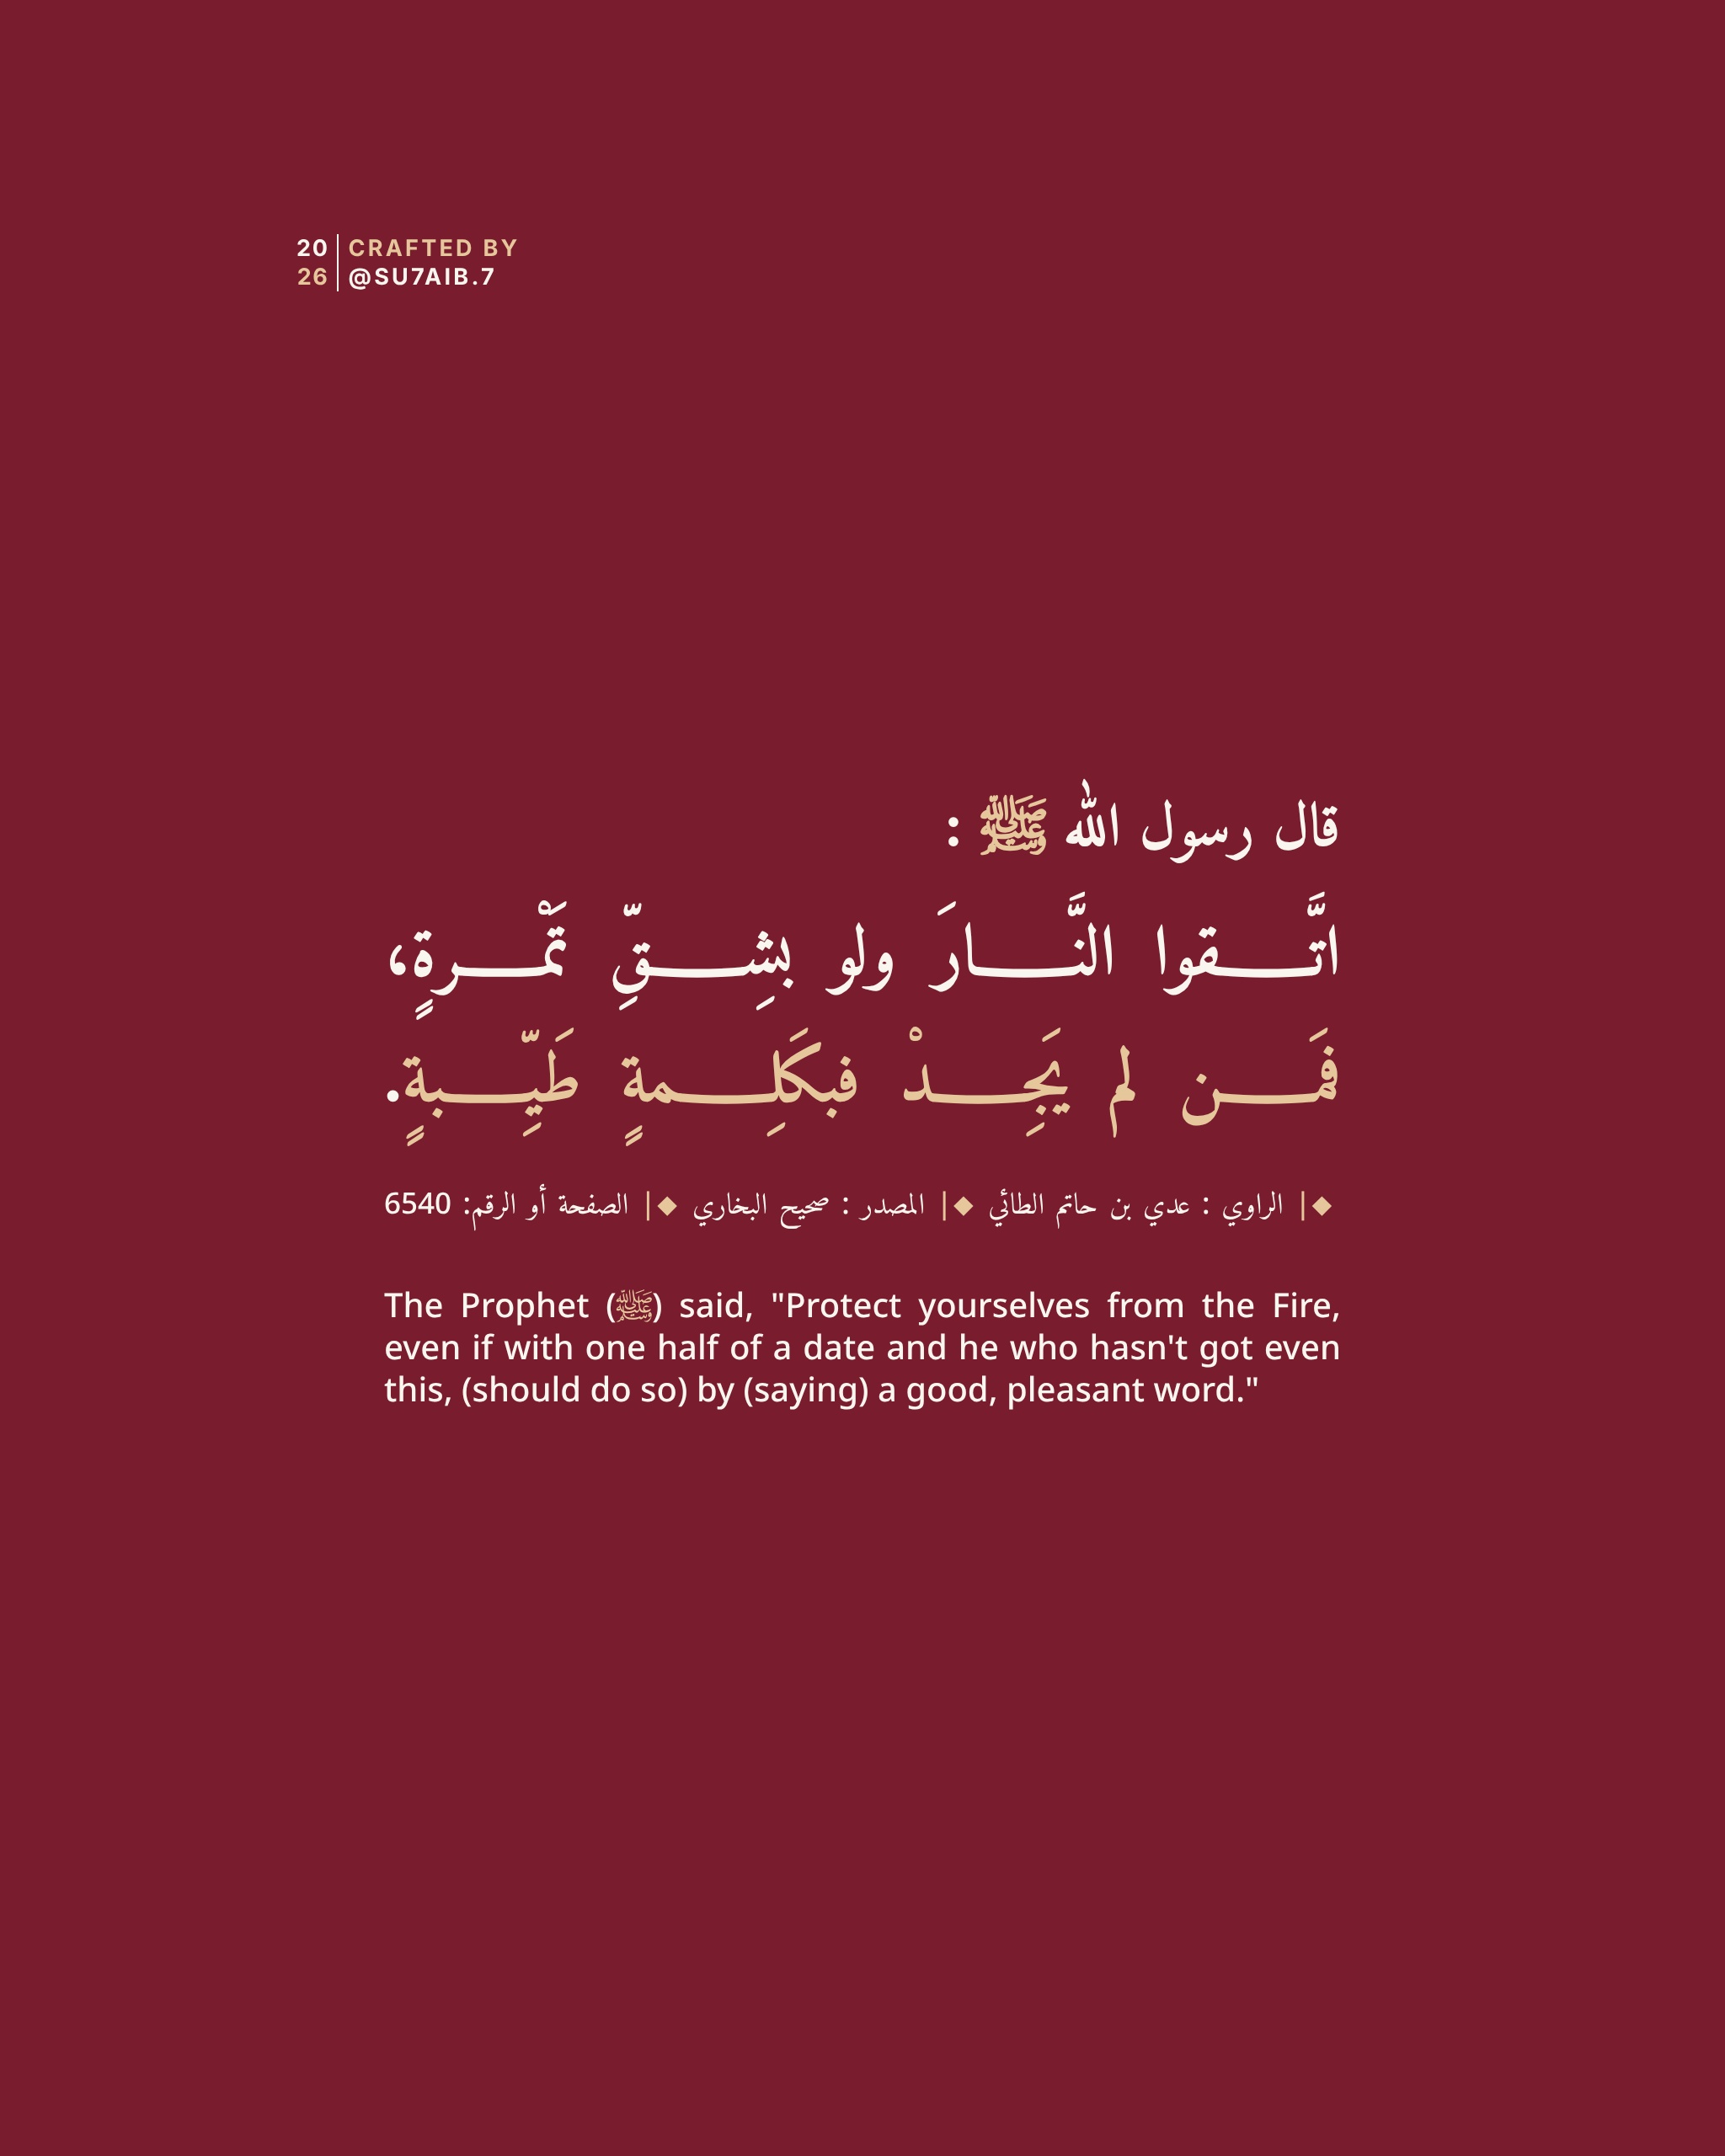 20 | CRAFTED BY
26 | @SU7AIB.7
قال رسول الله ﷺ :
اتَّـــقوا النَّـــارَ ولو بشِـــقِّ تَمْـــرةٍ،
فَمَـــن لم يَجِـــدْ فبكَلِـــمةٍ طَيِّـــبةٍ.
◆| الراوي : عدي بن حاتم الطائي ◆| المصدر : صحيح البخاري ◆| الصفحة أو الرقم: 6540
The Prophet (ﷺ) said, "Protect yourselves from the Fire,
even if with one half of a date and he who hasn't got even
this, (should do so) by (saying) a good, pleasant word."